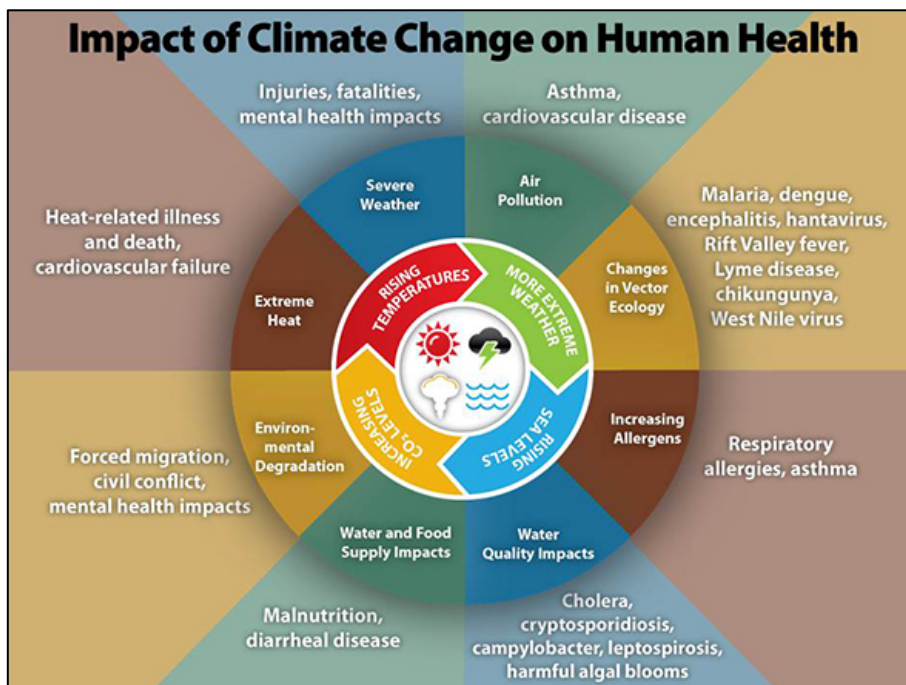 Impact of Climate Change on Human Health
Injuries, fatalities,
mental health impacts
Asthma,
cardiovascular disease
Severe
Weather
Air
Pollution
Heat-related illness
and death,
cardiovascular failure
Malaria, dengue,
encephalitis, hantavirus,
Rift Valley fever,
Lyme disease,
chikungunya,
West Nile virus
Extreme
Heat
Changes
in Vector
Ecology
RISING
TEMPERATURES
MORE EXTREME
WEATHER
INCREASING
CO₂ LEVELS
RISING
SEA LEVELS
Environ-
mental
Degradation
Increasing
Allergens
Forced migration,
civil conflict,
mental health impacts
Respiratory
allergies, asthma
Water and Food
Supply Impacts
Water
Quality Impacts
Malnutrition,
diarrheal disease
Cholera,
cryptosporidiosis,
campylobacter, leptospirosis,
harmful algal blooms